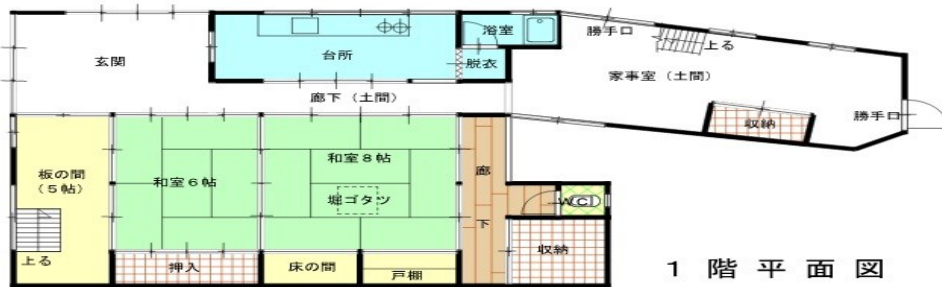 玄関
台所
浴室
脱衣
勝手口
上る
家事室（土間）
収納
勝手口
廊下（土間）
板の間
（5帖）
上る
和室6帖
和室8帖
堀ゴタツ
廊
下
WC
収納
押入
床の間
戸棚
1階平面図